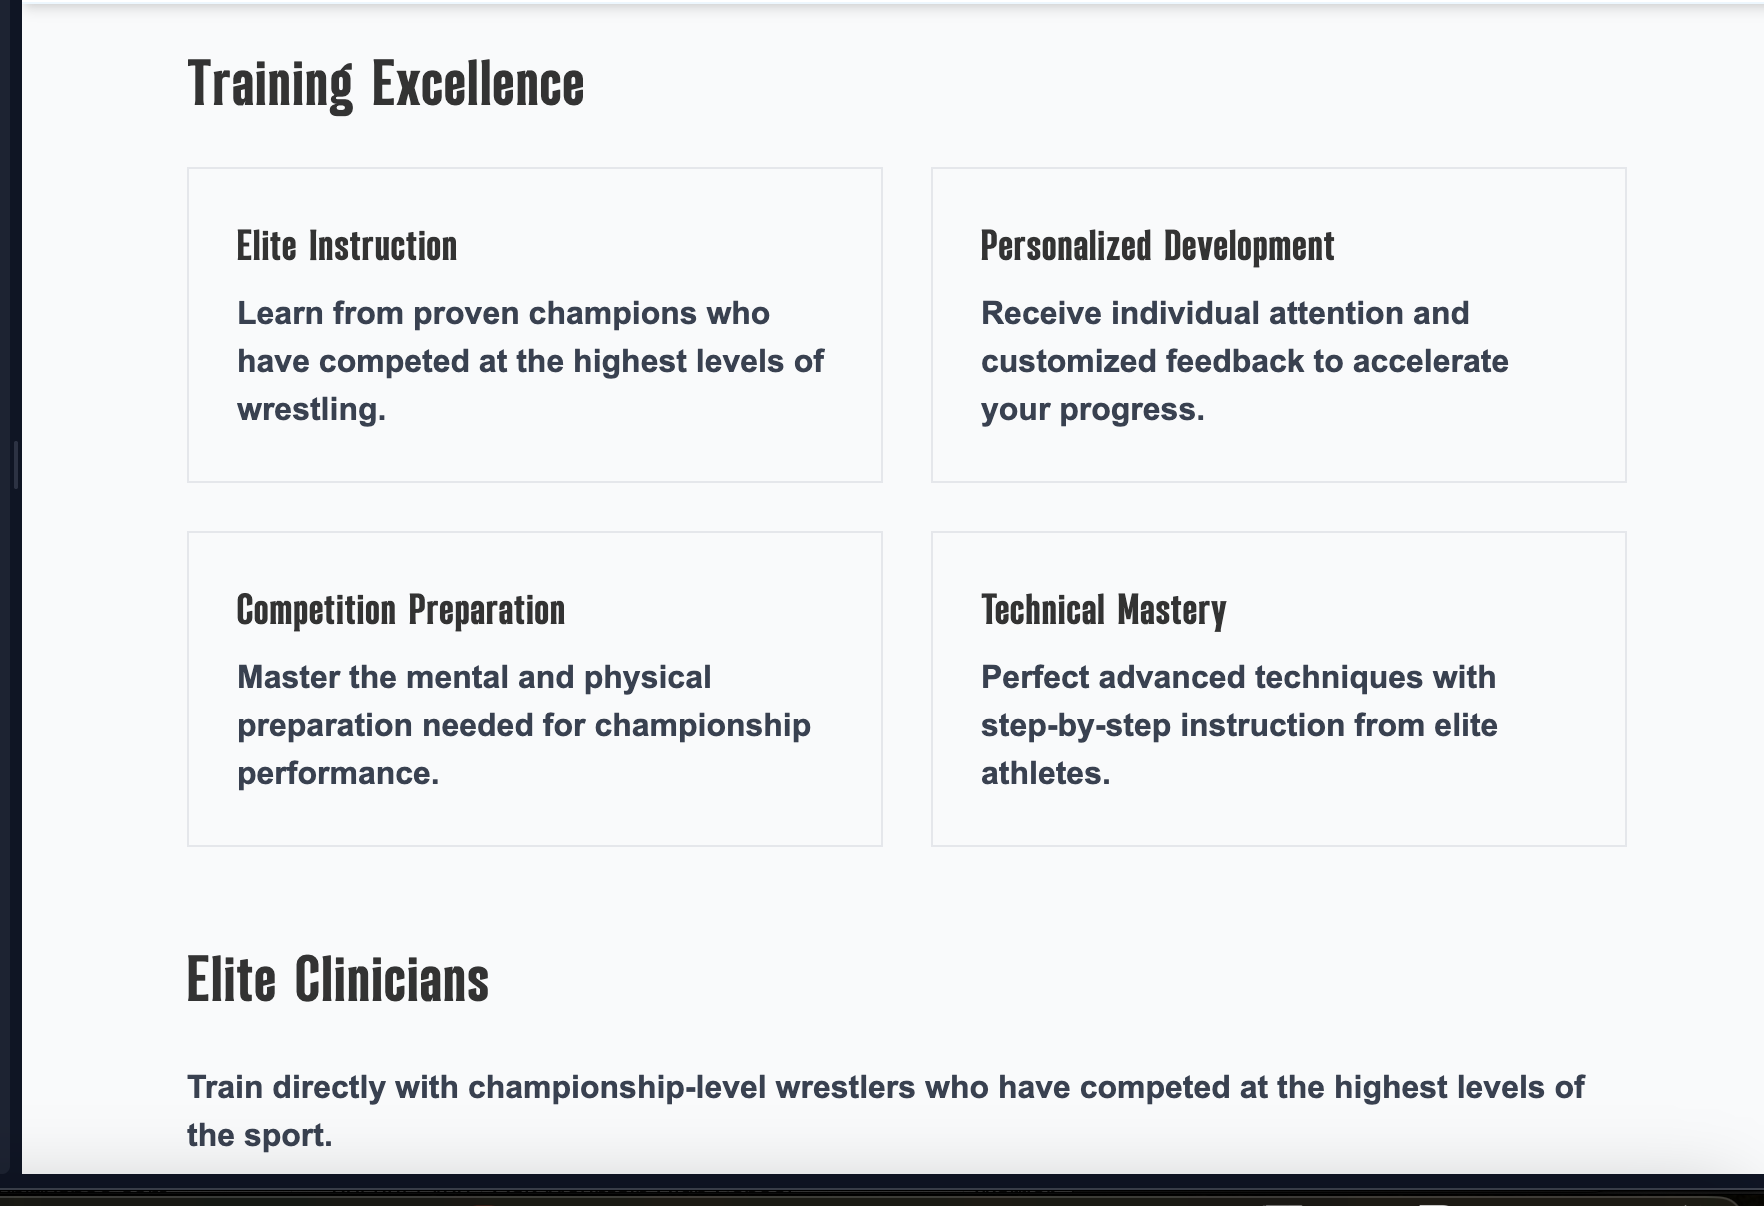 Training Excellence
Elite Instruction
Learn from proven champions who
have competed at the highest levels of
wrestling.
Personalized Development
Receive individual attention and
customized feedback to accelerate
your progress.
Competition Preparation
Master the mental and physical
preparation needed for championship
performance.
Technical Mastery
Perfect advanced techniques with
step-by-step instruction from elite
athletes.
Elite Clinicians
Train directly with championship-level wrestlers who have competed at the highest levels of
the sport.